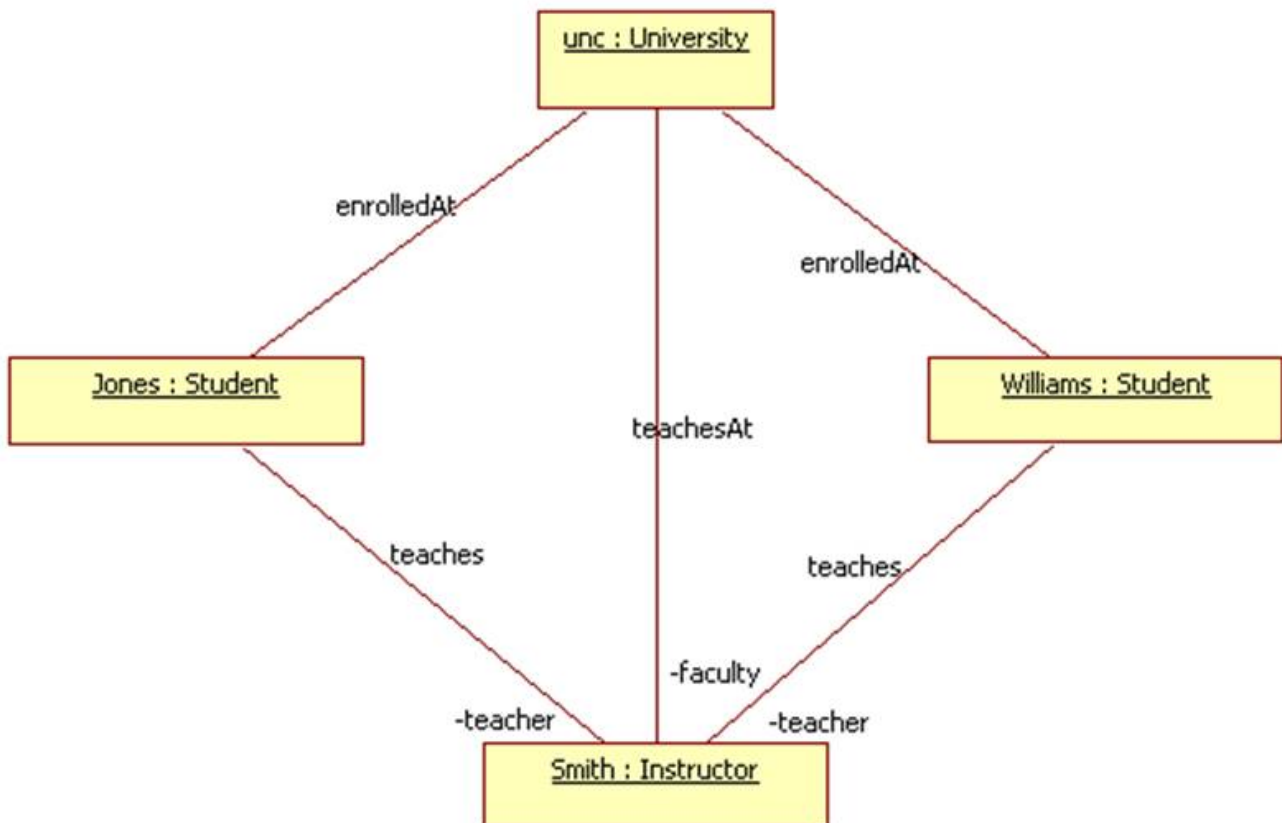 unc : University
enrolledAt
enrolledAt
Jones : Student
Williams : Student
teachesAt
teaches
teaches
-faculty
-teacher
-teacher
Smith : Instructor